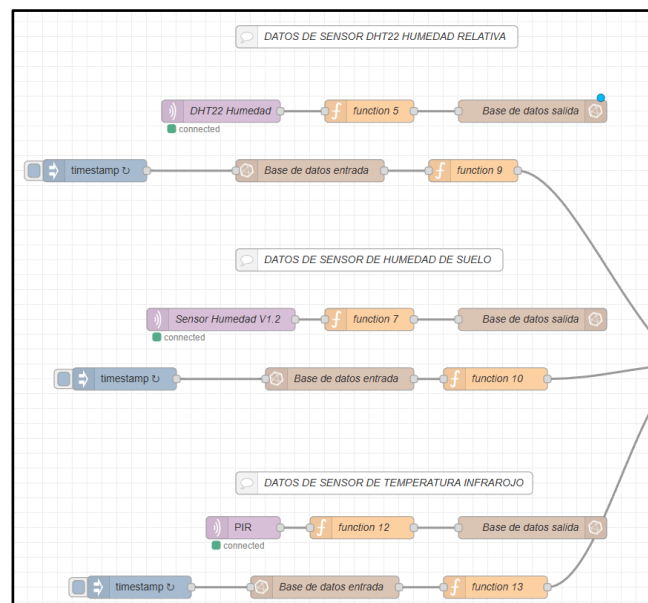 DATOS DE SENSOR DHT22 HUMEDAD RELATIVA
DHT22 Humedad
function 5
Base de datos salida
connected
timestamp ↻
Base de datos entrada
function 9
DATOS DE SENSOR DE HUMEDAD DE SUELO
Sensor Humedad V1.2
function 7
Base de datos salida
connected
timestamp ↻
Base de datos entrada
function 10
DATOS DE SENSOR DE TEMPERATURA INFRAROJO
PIR
function 12
Base de datos salida
connected
timestamp ↻
Base de datos entrada
function 13